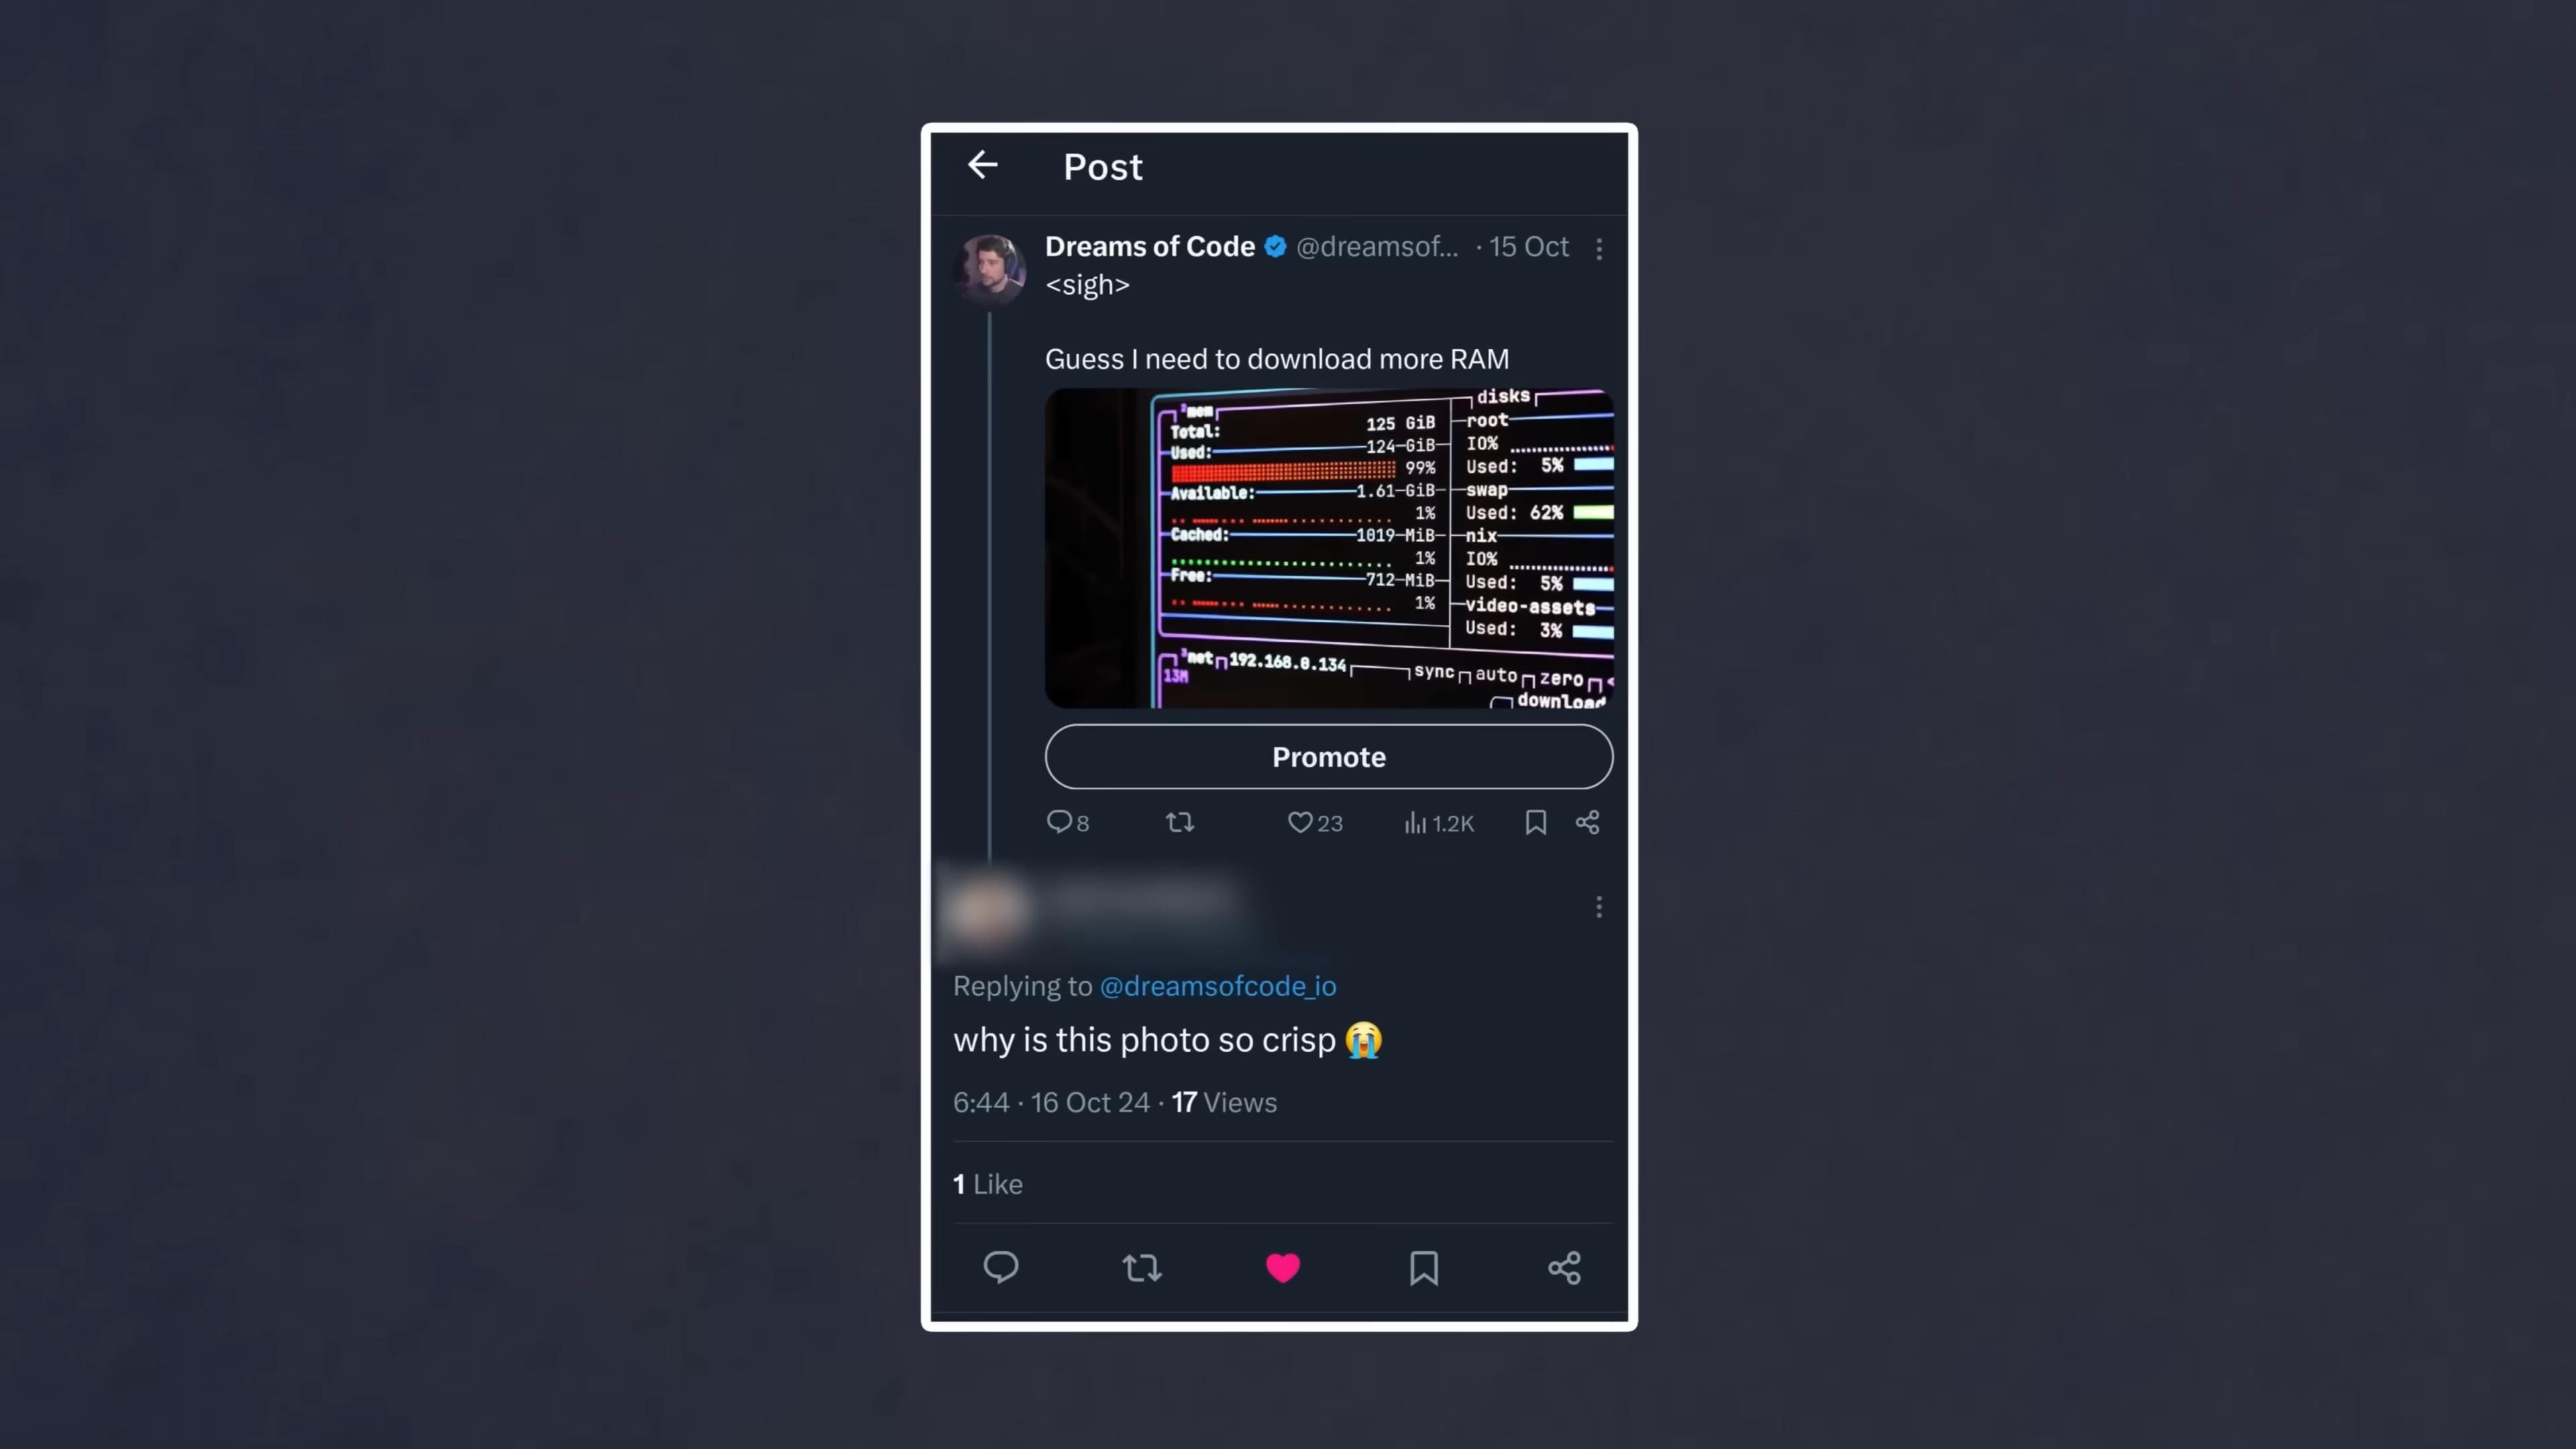 Post
Dreams of Code @dreamsof... · 15 Oct
<sigh>
Guess I need to download more RAM
²mem
Total: 125 GiB
Used: 124 GiB
99%
Available: 1.61 GiB
1%
Cached: 1019 MiB
1%
Free: 712 MiB
1%
disks
root
IO%
Used: 5%
swap
Used: 62%
nix
IO%
Used: 5%
video-assets
Used: 3%
³net 192.168.0.134 sync auto zero <
13M
download
Promote
8 23 1.2K
Replying to @dreamsofcode_io
why is this photo so crisp 😭
6:44 · 16 Oct 24 · 17 Views
1 Like